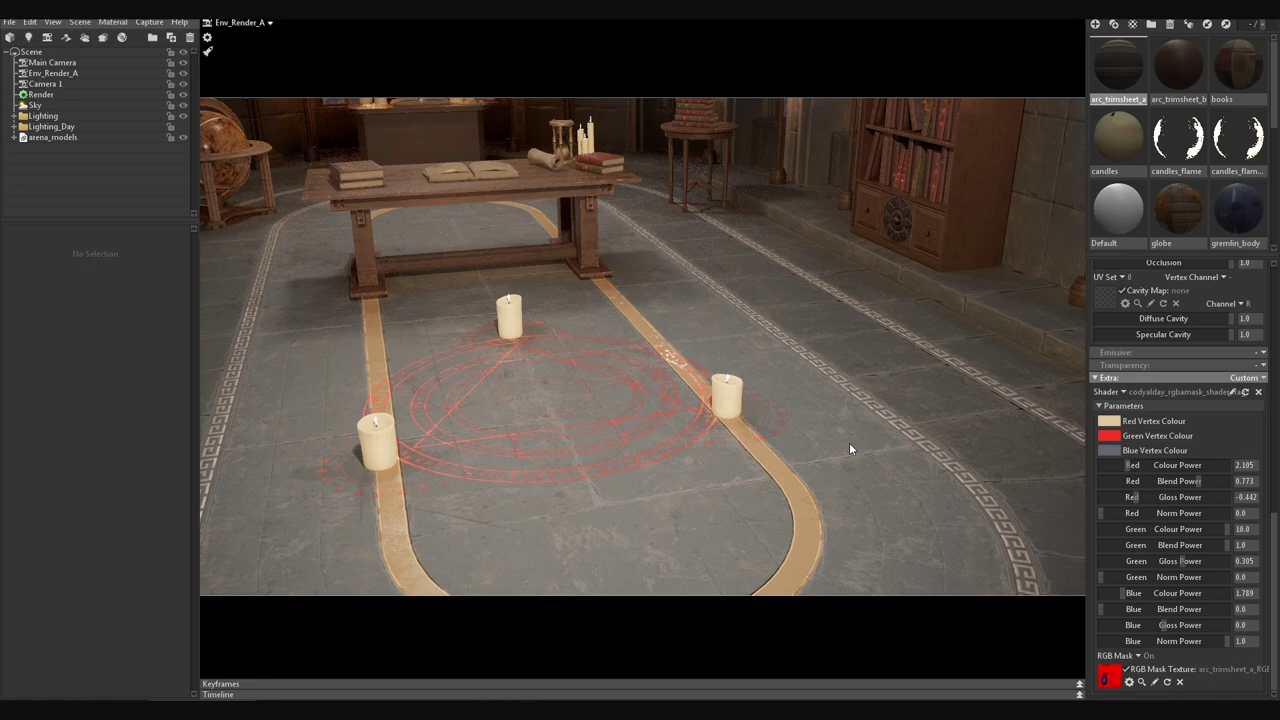 File Edit View Scene Material Capture Help
Env_Render_A
Scene
Main Camera
Env_Render_A
Camera 1
Render
Sky
Lighting
Lighting_Day
arena_models
No Selection
Keyframes
Timeline
arc_trimsheet_a arc_trimsheet_b books
candles candles_flame candles_flam...
Default globe gremlin_body
Occlusion 1.0
UV Set 0 Vertex Channel -
Cavity Map: none
Channel R
Diffuse Cavity 1.0
Specular Cavity 1.0
Emissive: -
Transparency: -
Extra: Custom
Shader codyalday_rgbamask_shader
Parameters
Red Vertex Colour
Green Vertex Colour
Blue Vertex Colour
Red Colour Power 2.105
Red Blend Power 0.773
Red Gloss Power -0.442
Red Norm Power 0.0
Green Colour Power 10.0
Green Blend Power 1.0
Green Gloss Power 0.305
Green Norm Power 0.0
Blue Colour Power 1.789
Blue Blend Power 0.0
Blue Gloss Power 0.0
Blue Norm Power 1.0
RGB Mask On
RGB Mask Texture: arc_trimsheet_a_RGE